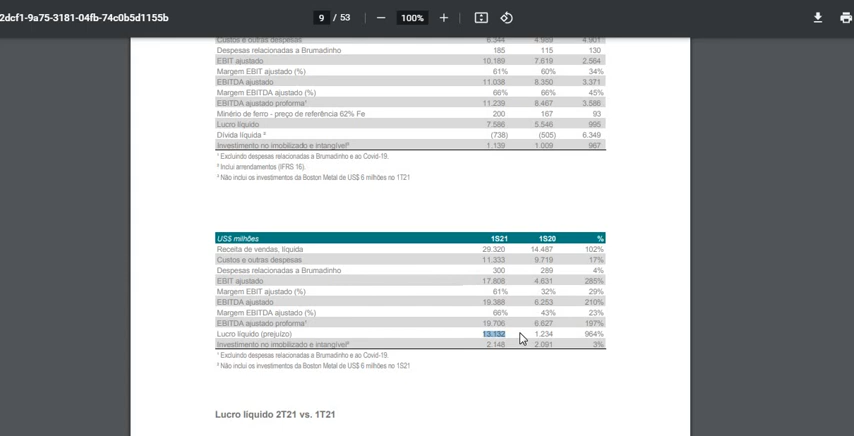 2dcf1-9a75-3181-04fb-74c0b5d1155b 9 / 53 100%
Custos e outras despesas 6.344 4.989 4.901
Despesas relacionadas a Brumadinho 185 115 130
EBIT ajustado 10.189 7.619 2.564
Margem EBIT ajustado (%) 61% 60% 34%
EBITDA ajustado 11.038 8.350 3.371
Margem EBITDA ajustado (%) 66% 66% 45%
EBITDA ajustado proforma¹ 11.239 8.467 3.586
Minério de ferro - preço de referência 62% Fe 200 167 93
Lucro líquido 7.586 5.546 995
Dívida líquida ² (738) (505) 6.349
Investimento no imobilizado e intangível³ 1.139 1.009 967
¹ Excluindo despesas relacionadas a Brumadinho e ao Covid-19.
² Inclui arrendamentos (IFRS 16).
³ Não inclui os investimentos da Boston Metal de US$ 6 milhões no 1T21
US$ milhões 1S21 1S20 %
Receita de vendas, líquida 29.320 14.487 102%
Custos e outras despesas 11.333 9.719 17%
Despesas relacionadas a Brumadinho 300 289 4%
EBIT ajustado 17.808 4.631 285%
Margem EBIT ajustado (%) 61% 32% 29%
EBITDA ajustado 19.388 6.253 210%
Margem EBITDA ajustado (%) 66% 43% 23%
EBITDA ajustado proforma¹ 19.706 6.627 197%
Lucro líquido (prejuízo) 13.132 1.234 964%
Investimento no imobilizado e intangível² 2.148 2.091 3%
¹ Excluindo despesas relacionadas a Brumadinho e ao Covid-19.
² Não inclui os investimentos da Boston Metal de US$ 6 milhões no 1S21
Lucro líquido 2T21 vs. 1T21